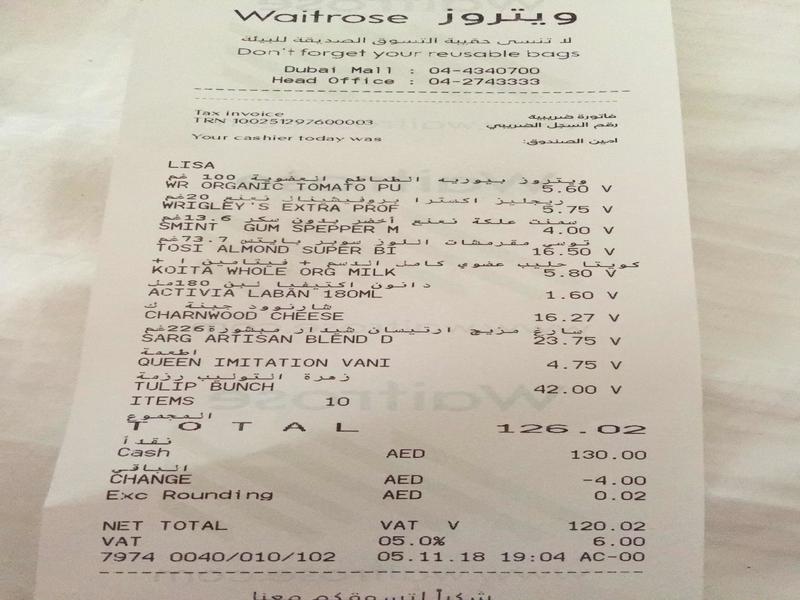 Waitrose ويتروز
لا تنسى حقيبة التسوق الصديقة للبيئة
Don't forget your reusable bags
Dubai Mall : 04-4340700
Head Office : 04-2743333
Tax invoice فاتورة ضريبية
TRN 100251297600003 رقم السجل الضريبي
Your cashier today was امين الصندوق:
LISA
ويتروز بيوريه الطماطم العضوية 100 غم
WR ORGANIC TOMATO PU 5.60 V
ريجليز اكسترا بروفيشينال نعنع 20غم
WRIGLEY'S EXTRA PROF 5.75 V
سمنت علكة نعنع أخضر بدون سكر 13.6غم
SMINT GUM SPEPPER M 4.00 V
توسي مقرمشات اللوز سوبر بايتس 73.7غم
TOSI ALMOND SUPER BI 16.50 V
كويتا حليب عضوي كامل الدسم + فيتامين ا +
KOITA WHOLE ORG MILK 5.80 V
دانون اكتيفيا لبن 180مل
ACTIVIA LABAN 180ML 1.60 V
شارنوود جبنة ك
CHARNWOOD CHEESE 16.27 V
سارغ مزيج ارتيسان شيدار مبشورة 226غم
SARG ARTISAN BLEND D 23.75 V
اطعمة
QUEEN IMITATION VANI 4.75 V
زهرة التوليب رزمة
TULIP BUNCH 42.00 V
ITEMS 10
المجموع
TOTAL 126.02
نقدأ
Cash AED 130.00
الباقي
CHANGE AED -4.00
Exc Rounding AED 0.02
NET TOTAL VAT V 120.02
VAT 05.0% 6.00
7974 0040/010/102 05.11.18 19:04 AC-00
شكراً لتسوقكم معنا